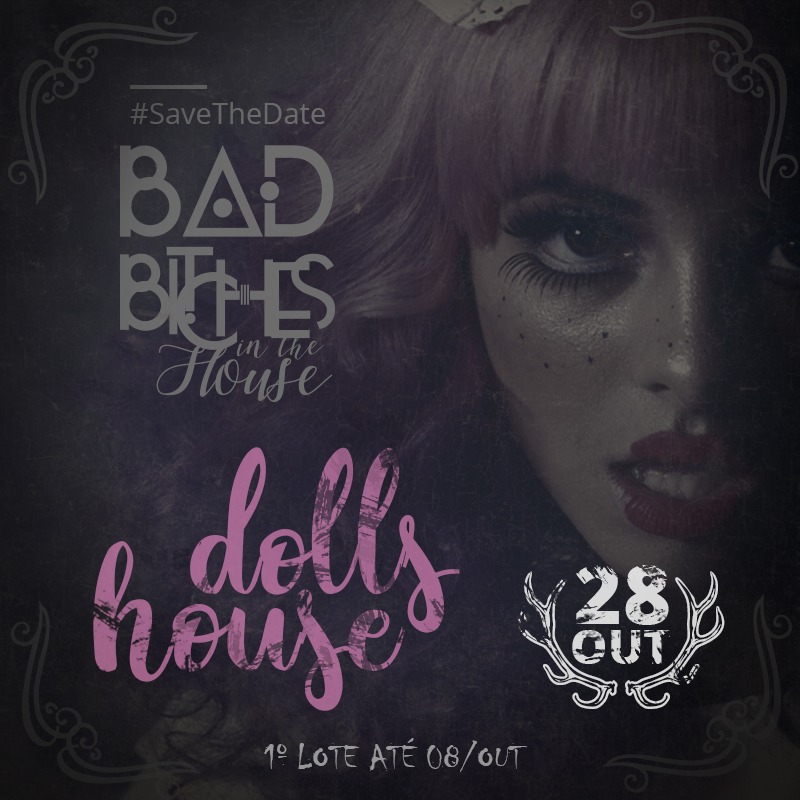 #SaveTheDate
BAD
BITCHES
in the
House
dolls
house
28
OUT
1º LOTE ATÉ 08/OUT